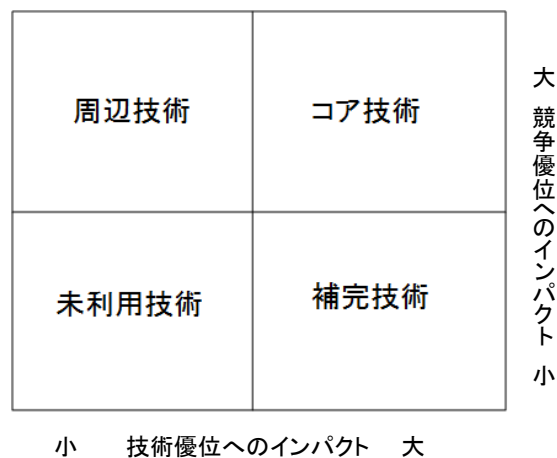 周辺技術
コア技術
未利用技術
補完技術
大 競争優位へのインパクト 小
小 技術優位へのインパクト 大